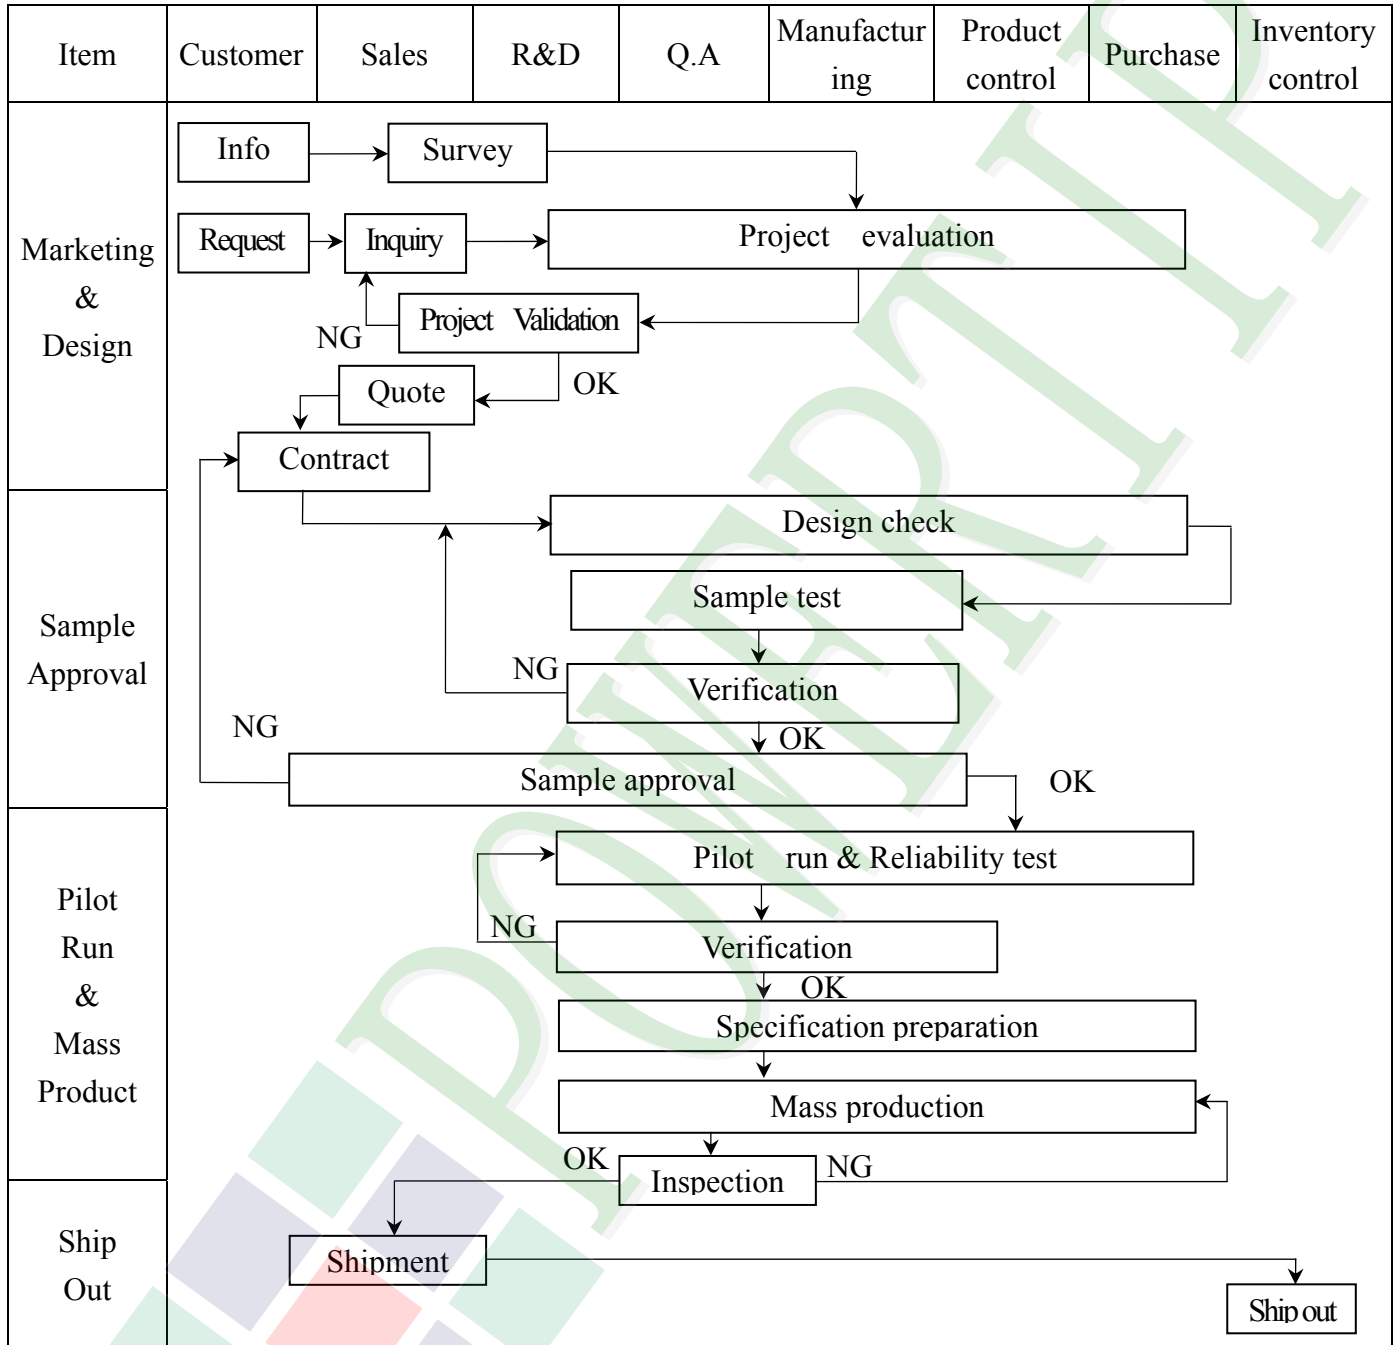 Item
Customer
Sales
R&D
Q.A
Manufactur
ing
Product
control
Purchase
Inventory
control
Marketing
&
Design
Info
Survey
Request
Inquiry
Project evaluation
NG
Project Validation
Quote
OK
Contract
Sample
Approval
Design check
Sample test
NG
Verification
NG
OK
Sample approval
OK
Pilot
Run
&
Mass
Product
Pilot run & Reliability test
NG
Verification
OK
Specification preparation
Mass production
OK
Inspection
NG
Ship
Out
Shipment
Ship out
POWERTIP